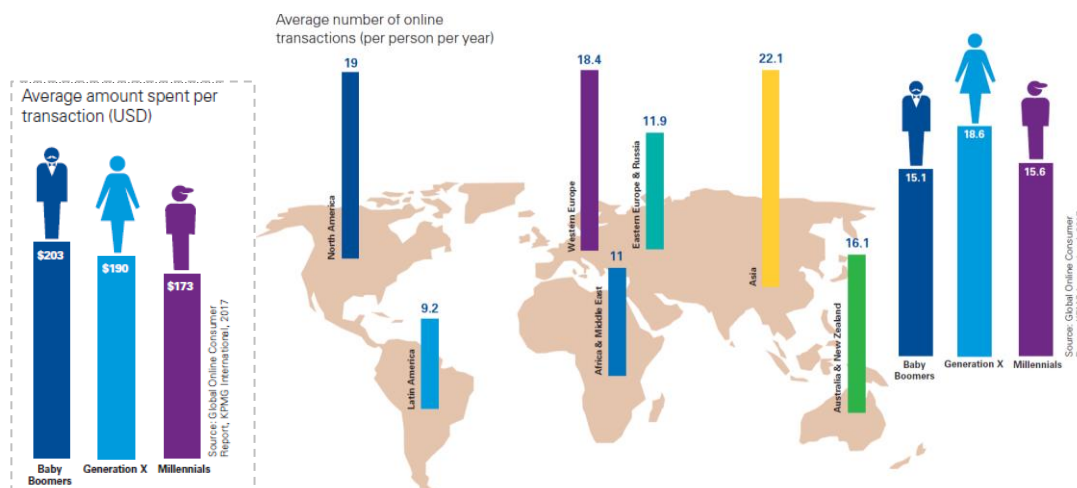 Average amount spent per
transaction (USD)
$203
$190
$173
Baby
Boomers
Generation X
Millennials
Source: Global Online Consumer
Report, KPMG International, 2017
Average number of online
transactions (per person per year)
19
North America
9.2
Latin America
18.4
Western Europe
11.9
Eastern Europe & Russia
11
Africa & Middle East
22.1
Asia
16.1
Australia & New Zealand
15.1
18.6
15.6
Baby
Boomers
Generation X
Millennials
Source: Global Online Consumer